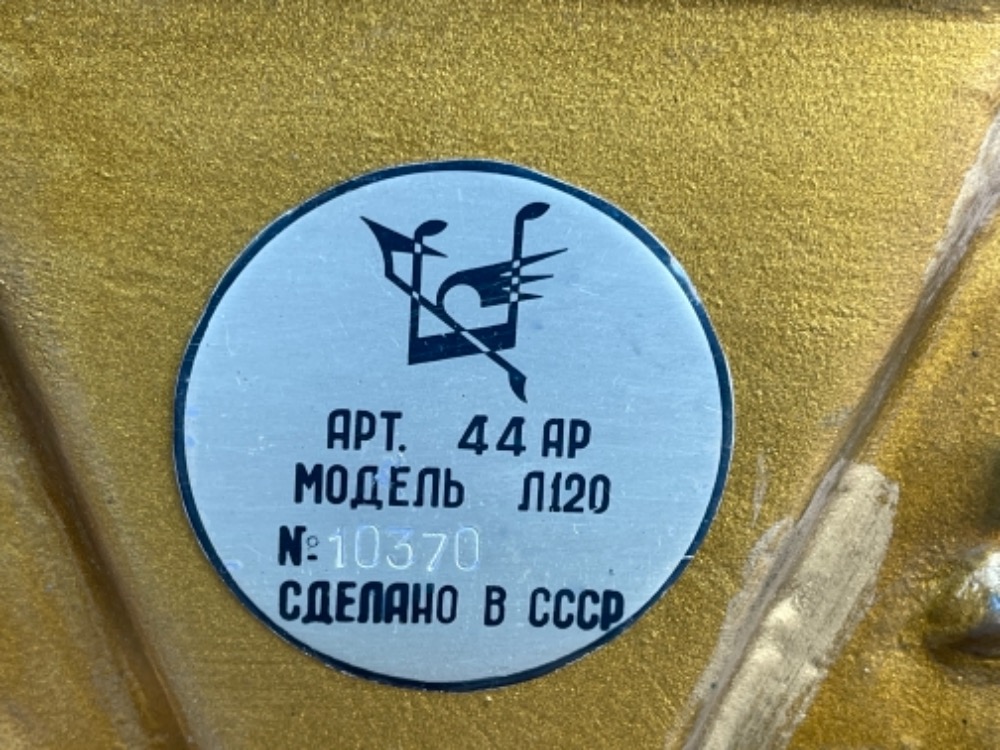 АРТ. 44 АР
МОДЕЛЬ Л120
№ 10370
СДЕЛАНО В СССР